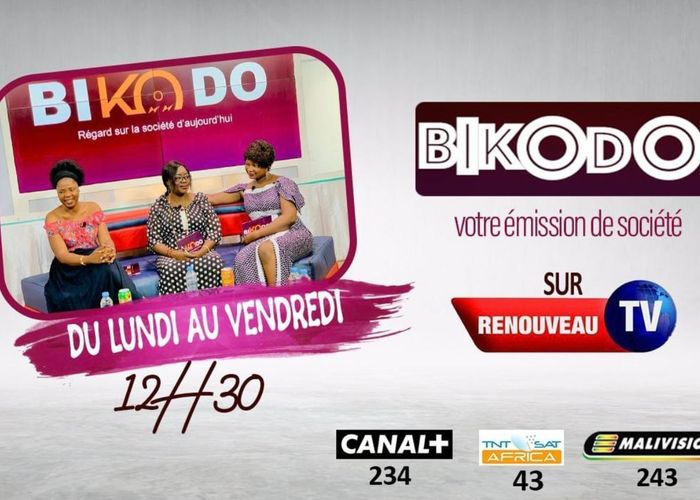 BIKODO
Régard sur la société d'aujourd'hui
BIKODO
DU LUNDI AU VENDREDI
12H30
BIKODO
votre émission de société
SUR
RENOUVEAU TV
CANAL+
234
TNT SAT
AFRICA
43
MALIVISION
243